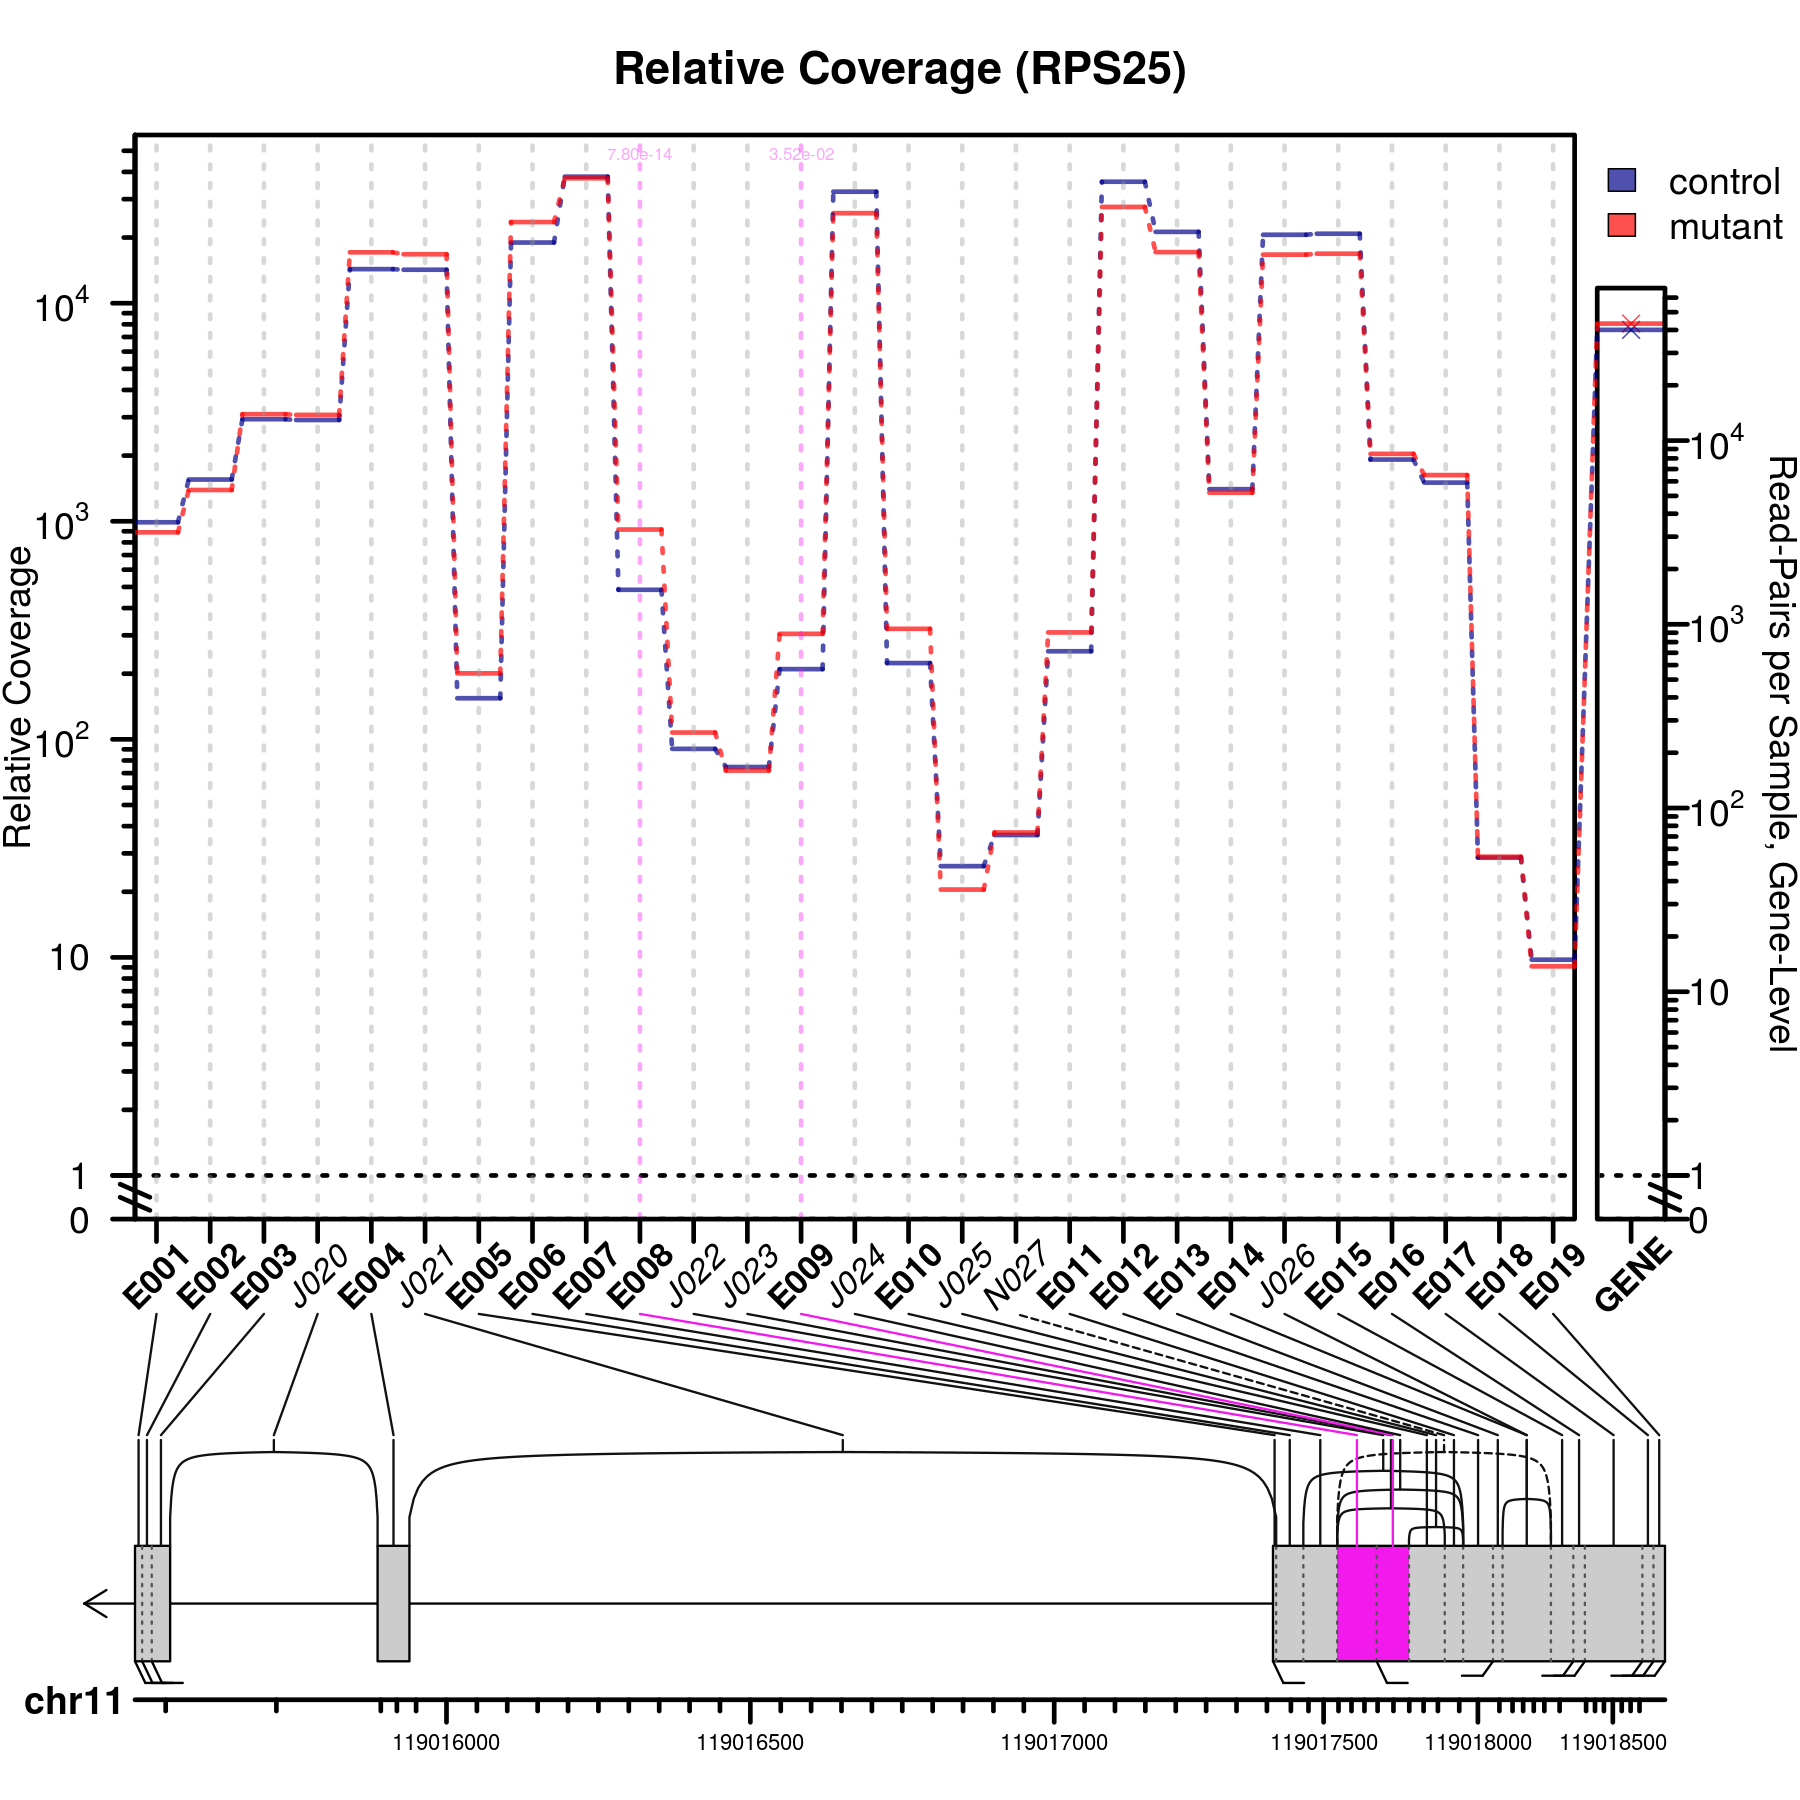 Relative Coverage (RPS25)
7.80e-14 3.52e-02
control
mutant
Relative Coverage
10^4
10^3
10^2
10
1
0
10^4
10^3
10^2
10
1
0
Read-Pairs per Sample, Gene-Level
E001 E002 E003 J020 E004 J021 E005 E006 E007 E008 J022 J023 E009 J024 E010 J025 N027 E011 E012 E013 E014 J026 E015 E016 E017 E018 E019 GENE
chr11
119016000 119016500 119017000 119017500 119018000 119018500